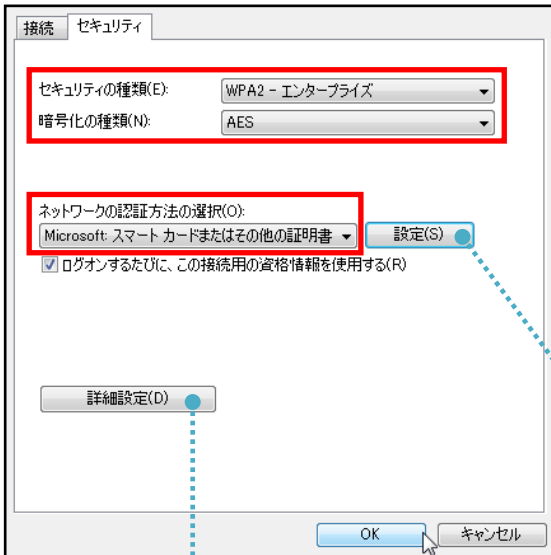 接続 セキュリティ
セキュリティの種類(E): WPA2 - エンタープライズ
暗号化の種類(N): AES
ネットワークの認証方法の選択(O):
Microsoft: スマート カードまたはその他の証明書 設定(S)
ログオンするたびに、この接続用の資格情報を使用する(R)
詳細設定(D)
OK キャンセル